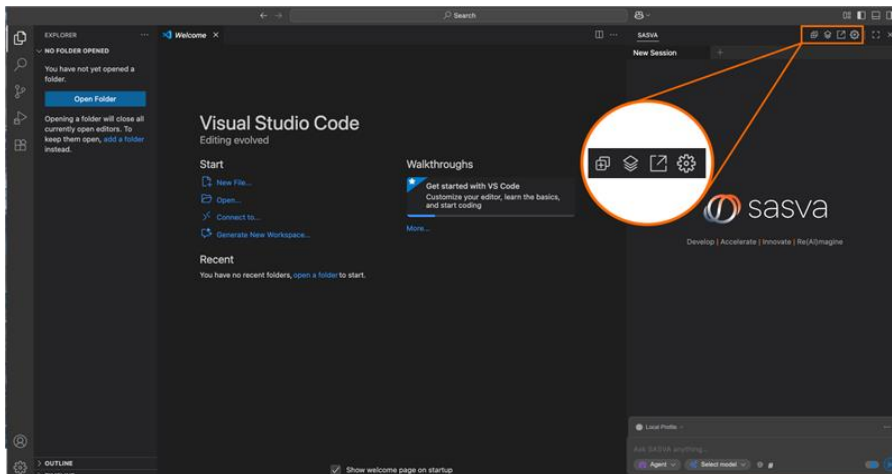 Search
EXPLORER
NO FOLDER OPENED
You have not yet opened a
folder.
Open Folder
Opening a folder will close all
currently open editors. To
keep them open, add a folder
instead.
OUTLINE
Welcome
Visual Studio Code
Editing evolved
Start
New File...
Open...
Connect to...
Generate New Workspace...
Recent
You have no recent folders, open a folder to start.
Walkthroughs
Get started with VS Code
Customize your editor, learn the basics,
and start coding
More...
Show welcome page on startup
SASVA
New Session
sasva
Develop | Accelerate | Innovate | Re(AI)magine
Local Profile
Ask SASVA anything...
Agent
Select model